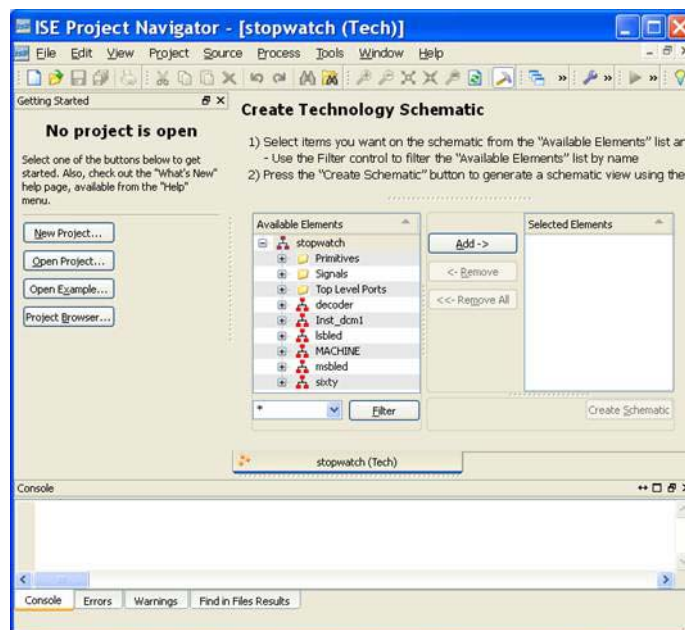 ISE Project Navigator - [stopwatch (Tech)]
File Edit View Project Source Process Tools Window Help
Getting Started
No project is open
Select one of the buttons below to get
started. Also, check out the "What's New"
help page, available from the "Help"
menu.
New Project...
Open Project...
Open Example...
Project Browser...
Create Technology Schematic
1) Select items you want on the schematic from the "Available Elements" list
- Use the Filter control to filter the "Available Elements" list by name
2) Press the "Create Schematic" button to generate a schematic view using the
Available Elements
stopwatch
Primitives
Signals
Top Level Ports
decoder
Inst_dcm1
lsbled
MACHINE
msbled
sixty
*
Filter
Add ->
<- Remove
<<- Remove All
Selected Elements
Create Schematic
stopwatch (Tech)
Console
Console Errors Warnings Find in Files Results